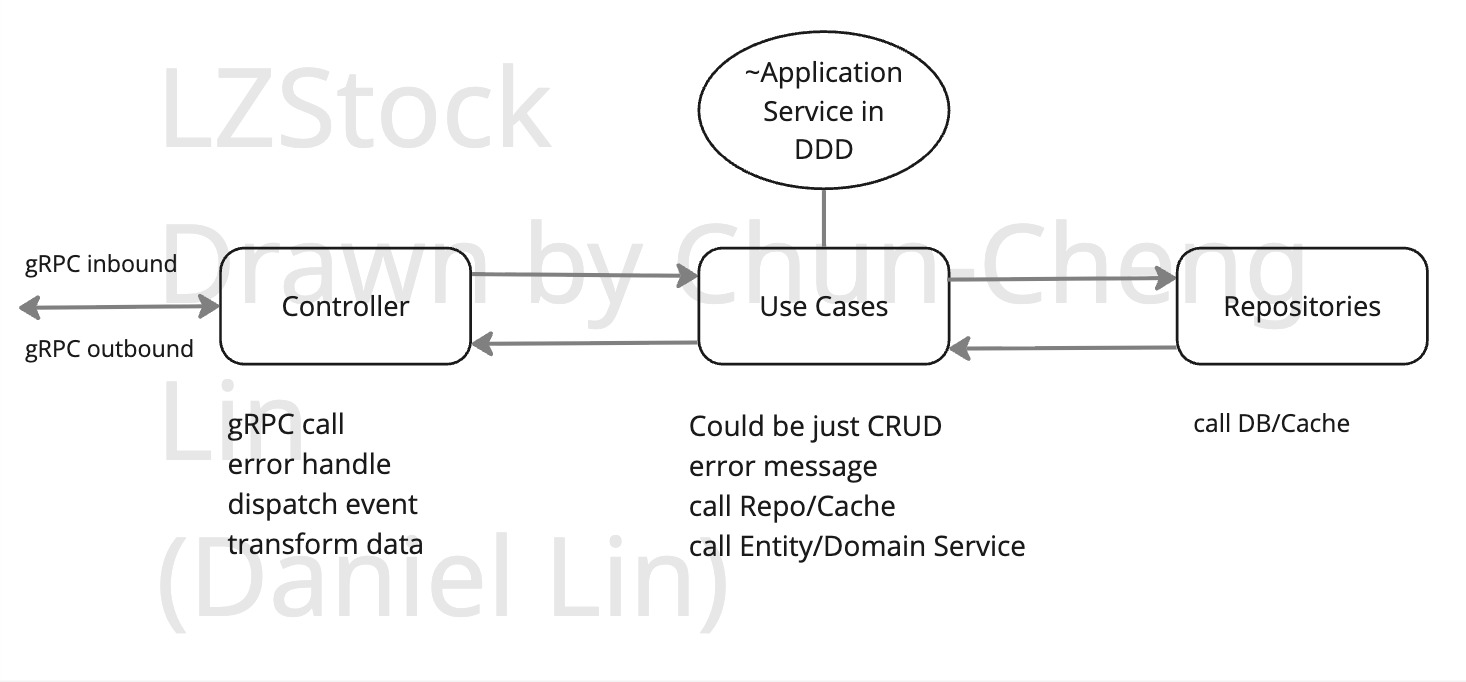 LZStock
Drawn by Chun-Cheng
Lin
(Daniel Lin)
~Application
Service in
DDD
gRPC inbound
gRPC outbound
Controller
Use Cases
Repositories
gRPC call
error handle
dispatch event
transform data
Could be just CRUD
error message
call Repo/Cache
call Entity/Domain Service
call DB/Cache